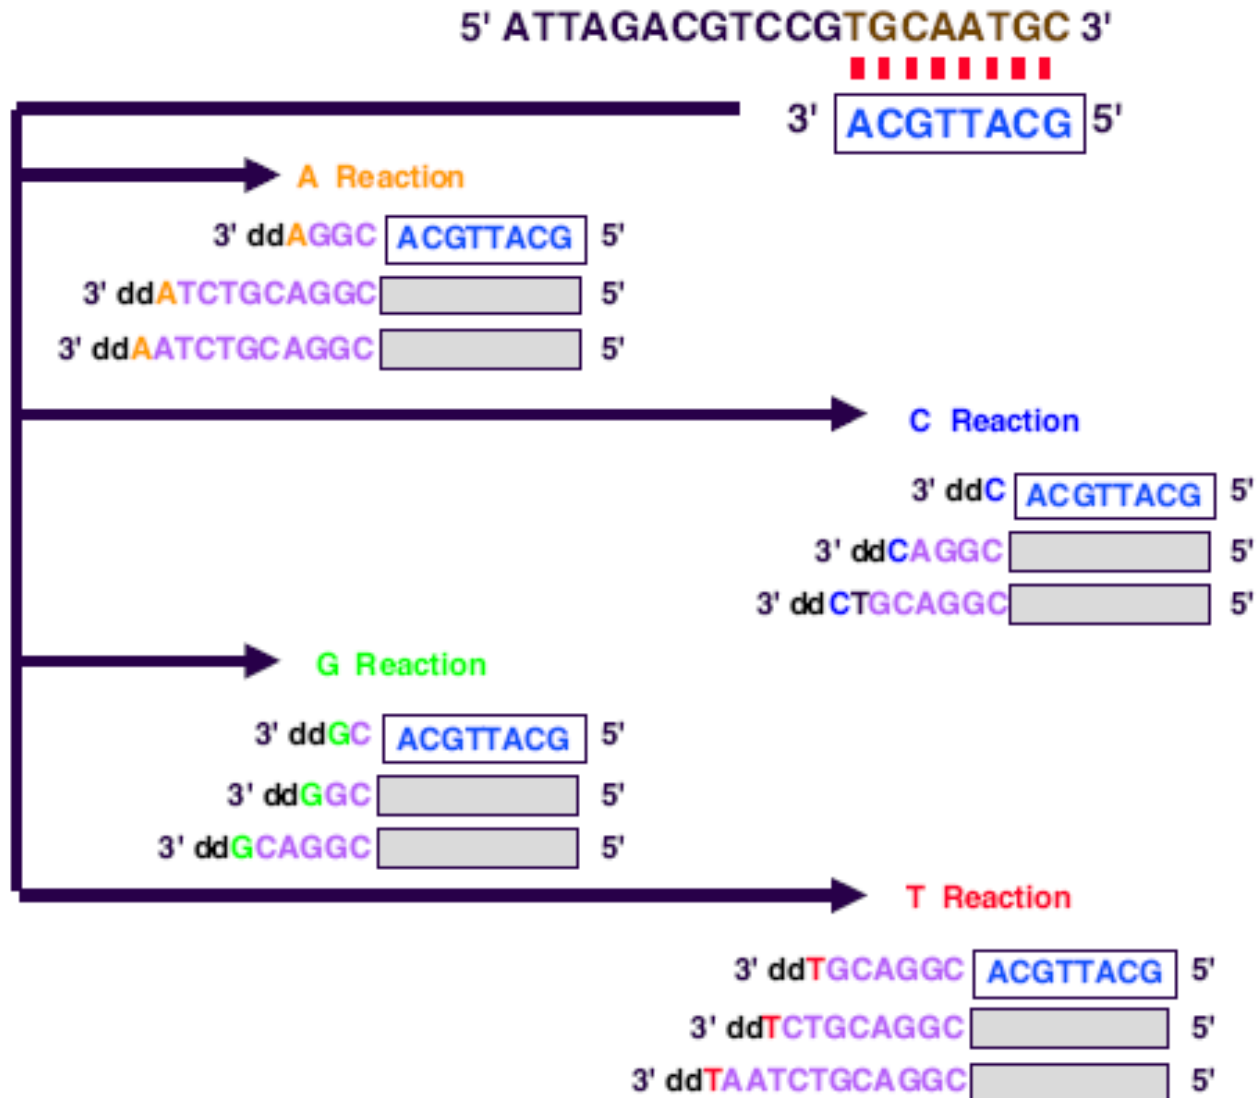 5' ATTAGACGTCCGTGCAATGC 3'
3' ACGTTACG 5'
A Reaction
3' ddAGGC ACGTTACG 5'
3' ddATCTGCAGGC 5'
3' ddAATCTGCAGGC 5'
C Reaction
3' ddC ACGTTACG 5'
3' ddCAGGC 5'
3' ddCTGCAGGC 5'
G Reaction
3' ddGC ACGTTACG 5'
3' ddGGC 5'
3' ddGCAGGC 5'
T Reaction
3' ddTGCAGGC ACGTTACG 5'
3' ddTCTGCAGGC 5'
3' ddTAATCTGCAGGC 5'